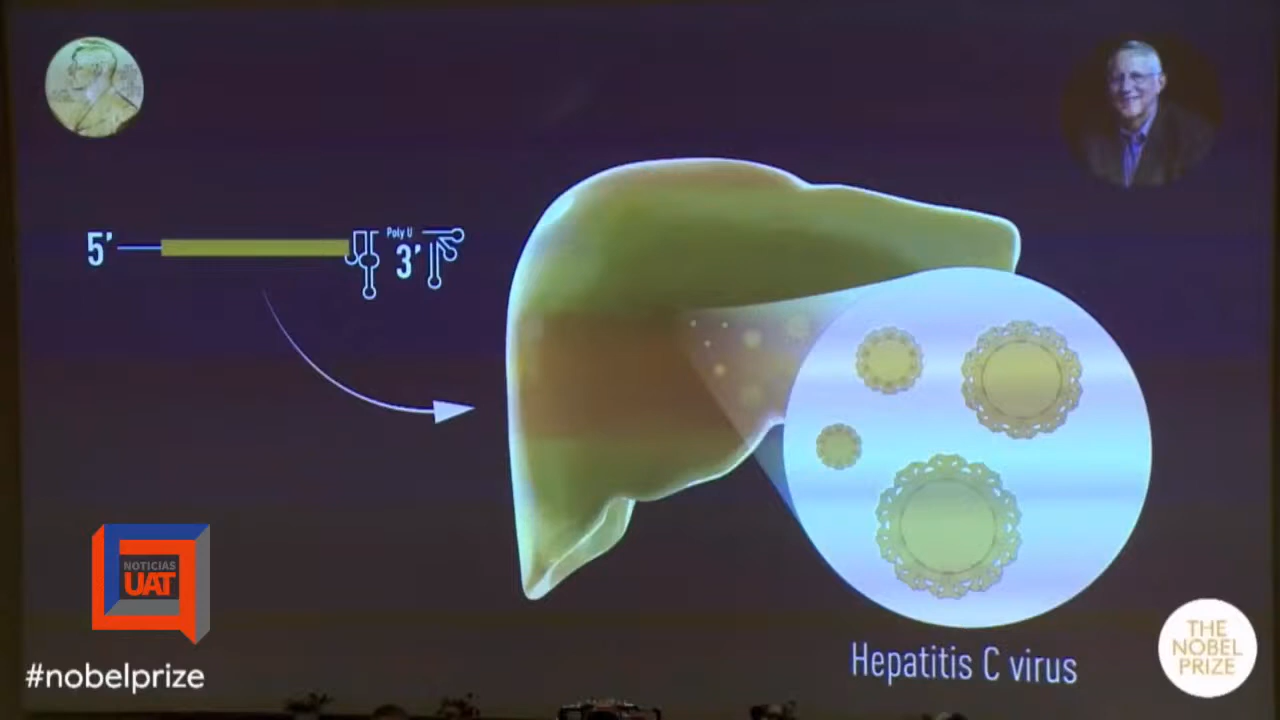 5'
Poly U
3'
NOTICIAS
UAT
#nobelprize
Hepatitis C virus
THE
NOBEL
PRIZE